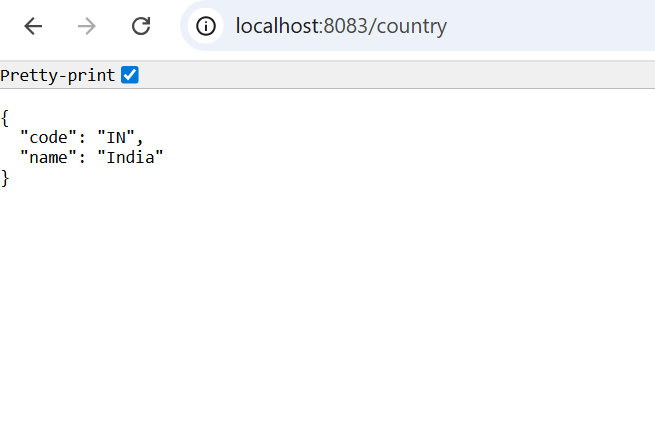 localhost:8083/country
Pretty-print
{
  "code": "IN",
  "name": "India"
}